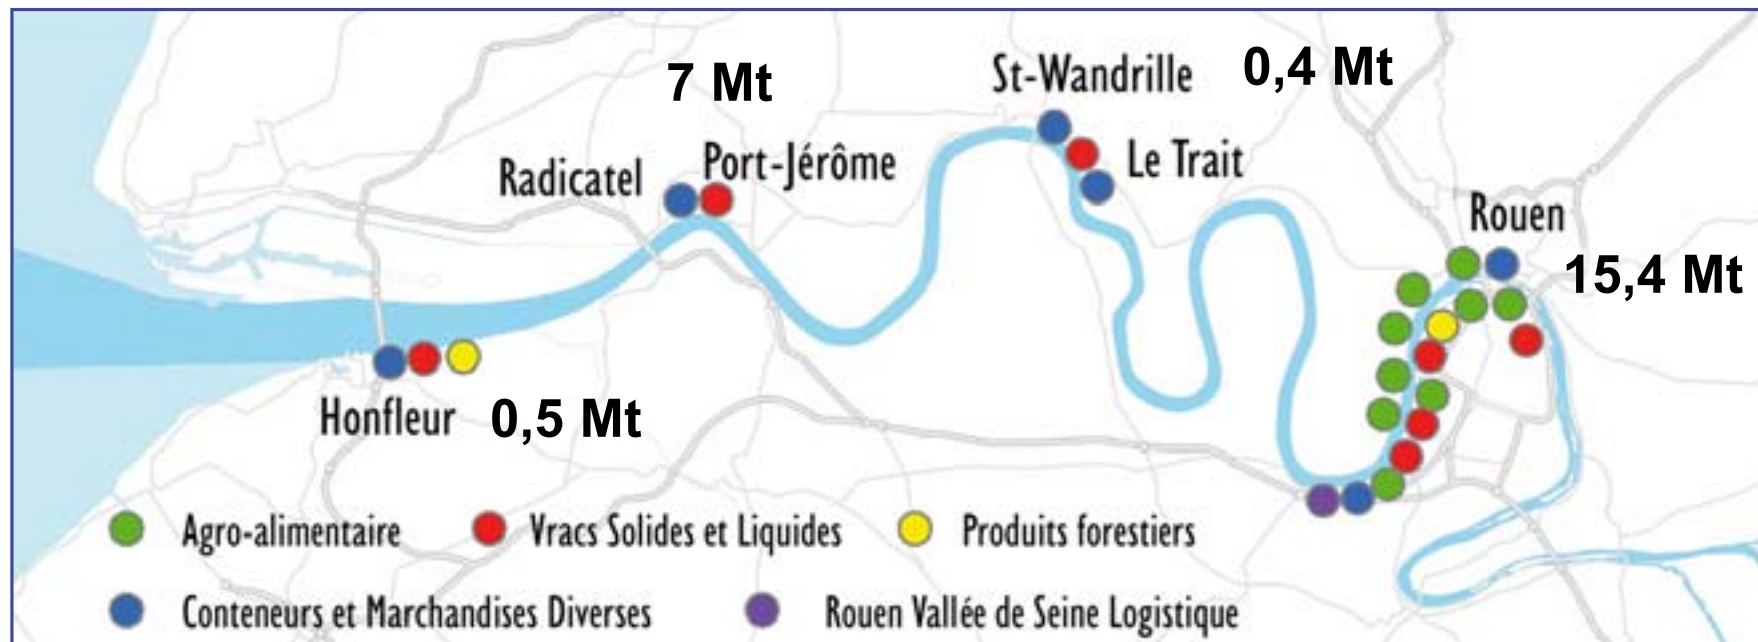 7 Mt
St-Wandrille
0,4 Mt
Radicatel
Port-Jérôme
Le Trait
Rouen
15,4 Mt
Honfleur
0,5 Mt
Agro-alimentaire
Vracs Solides et Liquides
Produits forestiers
Conteneurs et Marchandises Diverses
Rouen Vallée de Seine Logistique